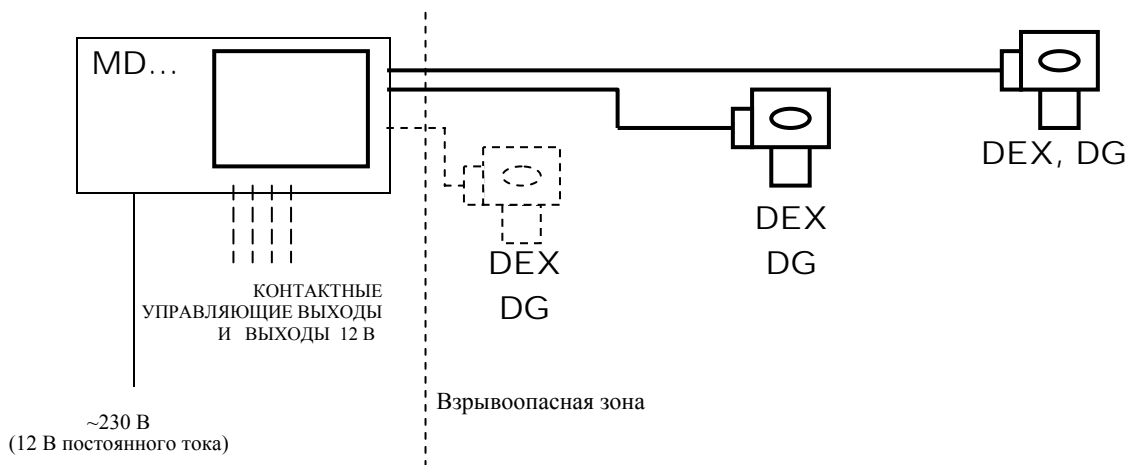 MD...
DEX, DG
DEX
DG
DEX
DG
КОНТАКТНЫЕ
УПРАВЛЯЮЩИЕ ВЫХОДЫ
И ВЫХОДЫ 12 В
Взрывоопасная зона
~230 В
(12 В постоянного тока)